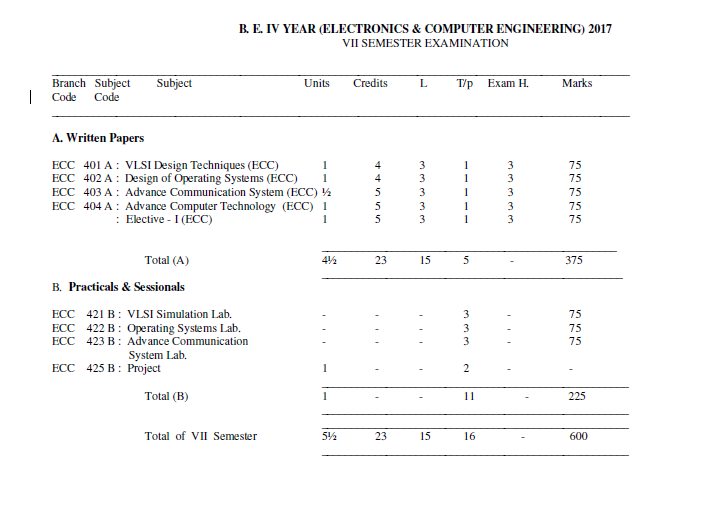 B. E. IV YEAR (ELECTRONICS & COMPUTER ENGINEERING) 2017
VII SEMESTER EXAMINATION
Branch Subject Subject Units Credits L T/p Exam H. Marks
Code Code
A. Written Papers
ECC 401 A : VLSI Design Techniques (ECC) 1 4 3 1 3 75
ECC 402 A : Design of Operating Systems (ECC) 1 4 3 1 3 75
ECC 403 A : Advance Communication System (ECC) ½ 5 3 1 3 75
ECC 404 A : Advance Computer Technology (ECC) 1 5 3 1 3 75
: Elective - I (ECC) 1 5 3 1 3 75
Total (A) 4½ 23 15 5 - 375
B. Practicals & Sessionals
ECC 421 B : VLSI Simulation Lab. - - - 3 - 75
ECC 422 B : Operating Systems Lab. - - - 3 - 75
ECC 423 B : Advance Communication - - - 3 - 75
System Lab.
ECC 425 B : Project 1 - - 2 - -
Total (B) 1 - - 11 - 225
Total of VII Semester 5½ 23 15 16 - 600